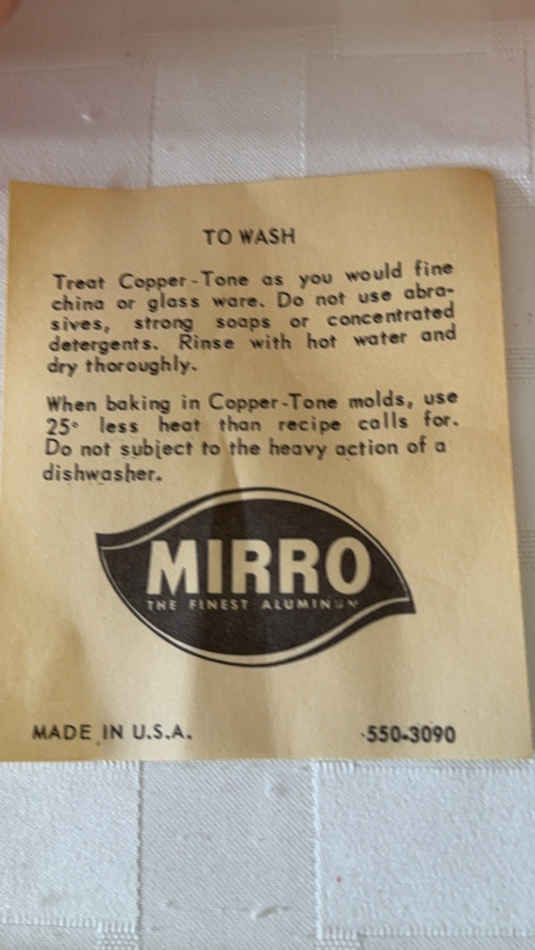 TO WASH
Treat Copper-Tone as you would fine
china or glass ware. Do not use abra-
sives, strong soaps or concentrated
detergents. Rinse with hot water and
dry thoroughly.
When baking in Copper-Tone molds, use
25° less heat than recipe calls for.
Do not subject to the heavy action of a
dishwasher.
MIRRO
THE FINEST ALUMINUM
MADE IN U.S.A.
550-3090